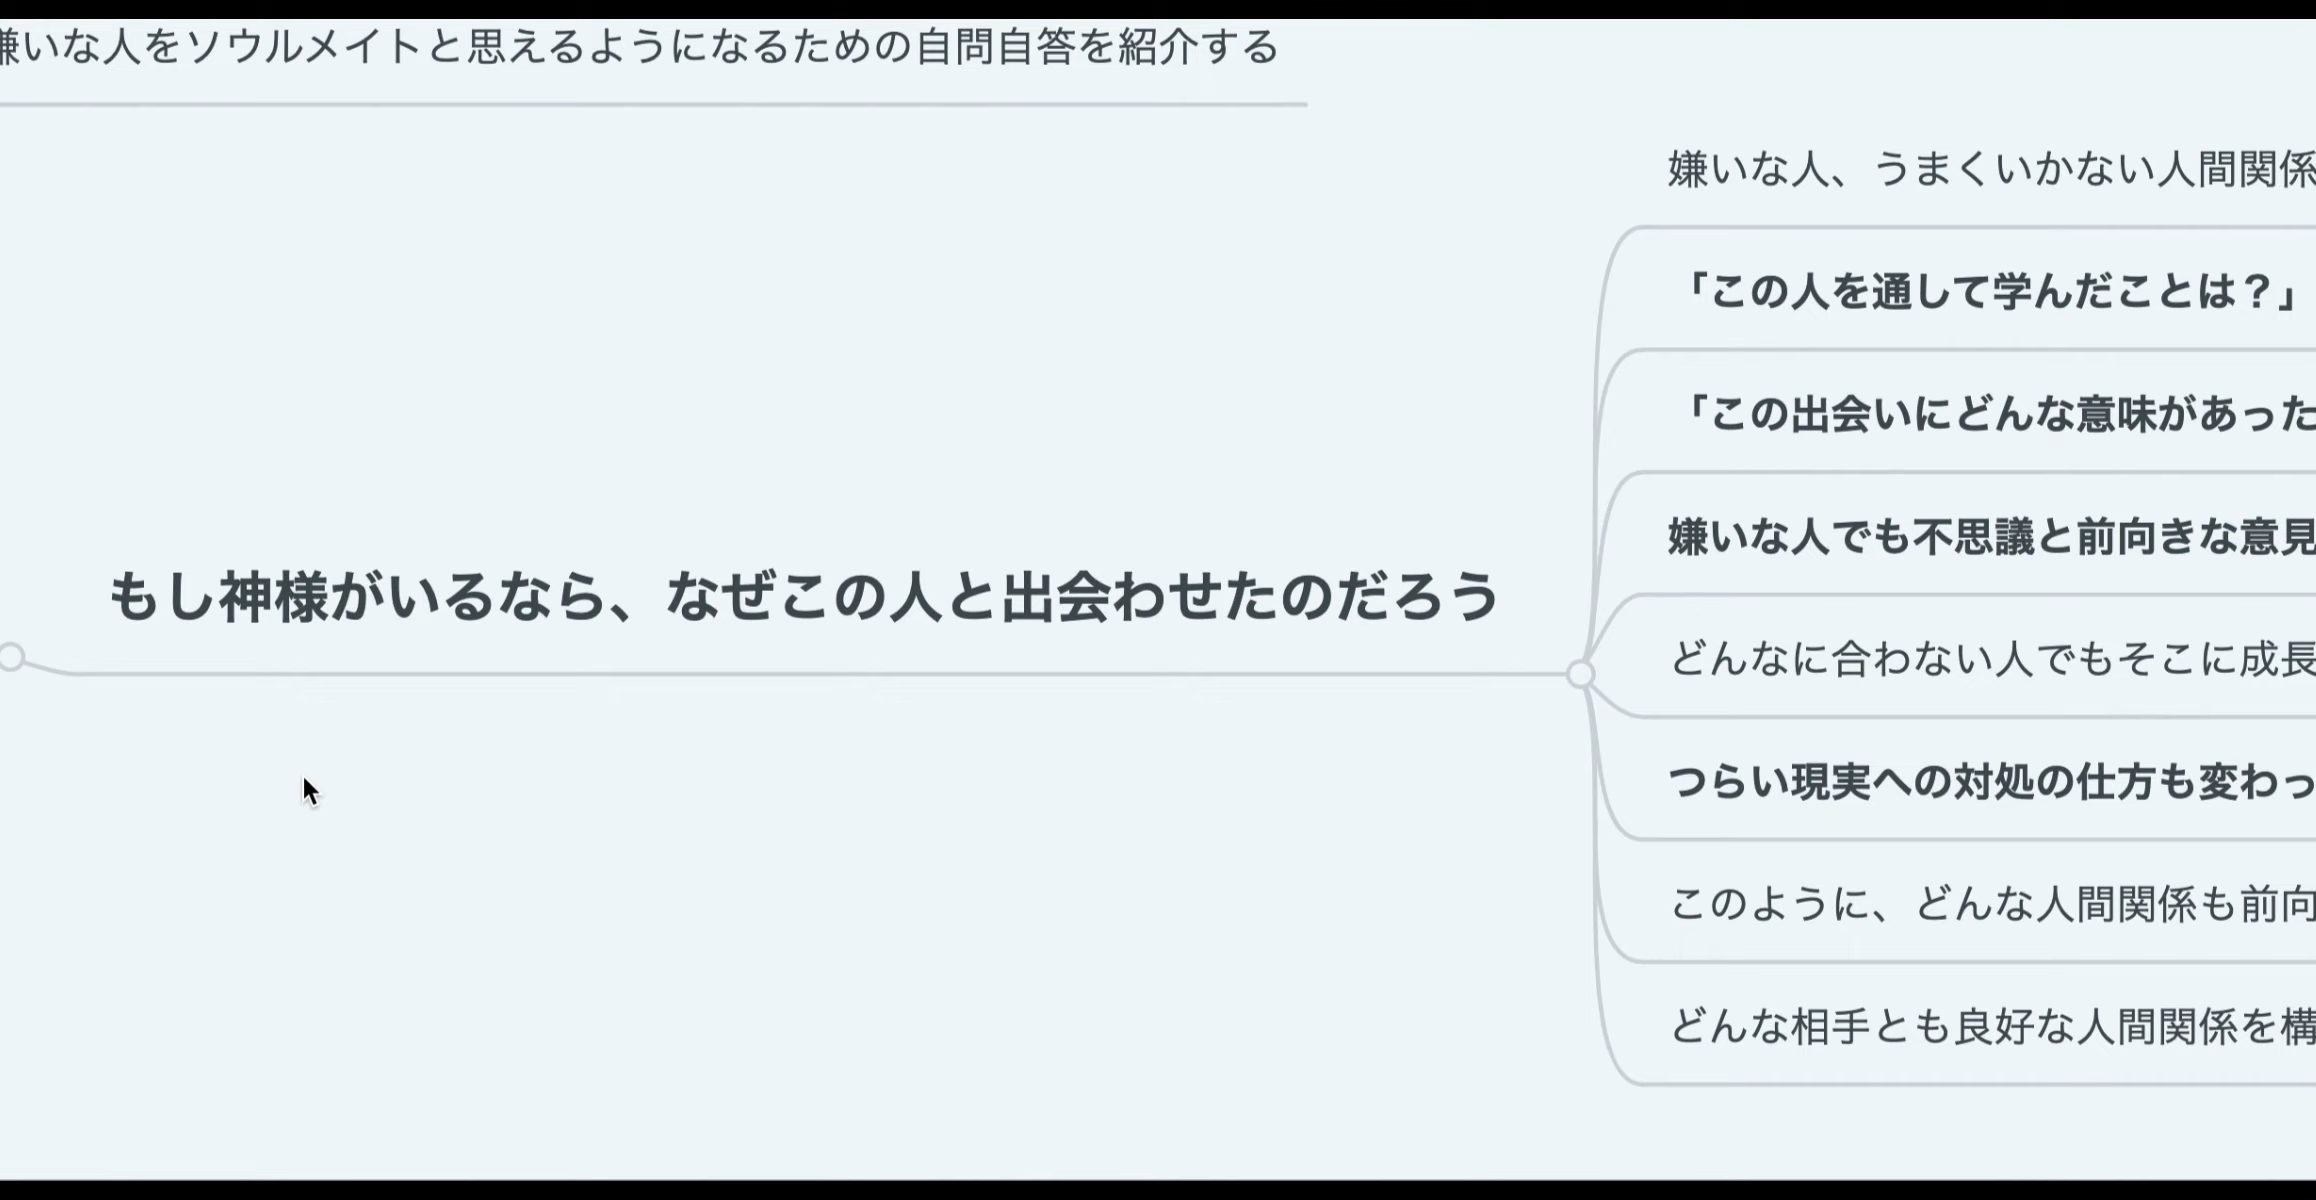 嫌いな人をソウルメイトと思えるようになるための自問自答を紹介する
もし神様がいるなら、なぜこの人と出会わせたのだろう
嫌いな人、うまくいかない人間関係
「この人を通して学んだことは？」
「この出会いにどんな意味があった
嫌いな人でも不思議と前向きな意見
どんなに合わない人でもそこに成長
つらい現実への対処の仕方も変わっ
このように、どんな人間関係も前向
どんな相手とも良好な人間関係を構